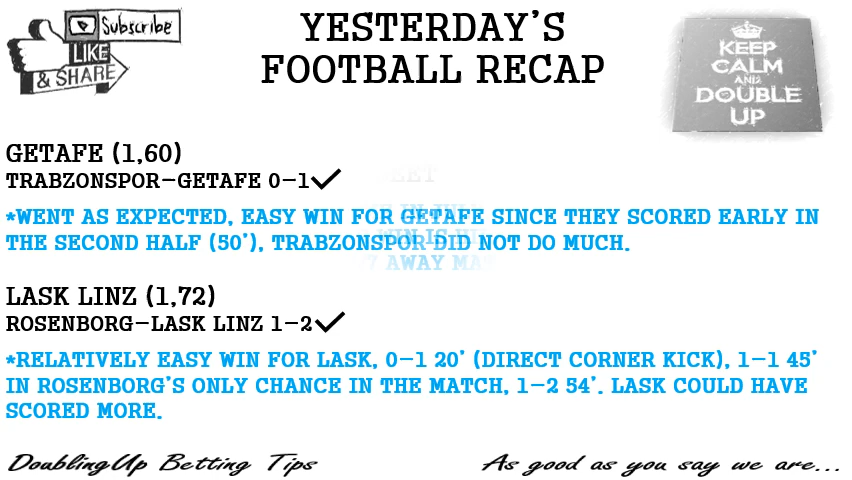 Subscribe
LIKE
& SHARE
YESTERDAY'S
FOOTBALL RECAP
KEEP
CALM
AND
DOUBLE
UP
GETAFE (1,60)
TRABZONSPOR-GETAFE 0-1✓
*WENT AS EXPECTED, EASY WIN FOR GETAFE SINCE THEY SCORED EARLY IN
THE SECOND HALF (50'), TRABZONSPOR DID NOT DO MUCH.
LASK LINZ (1,72)
ROSENBORG-LASK LINZ 1-2✓
*RELATIVELY EASY WIN FOR LASK, 0-1 20' (DIRECT CORNER KICK), 1-1 45'
IN ROSENBORG'S ONLY CHANCE IN THE MATCH, 1-2 54'. LASK COULD HAVE
SCORED MORE.
DoublingUp Betting Tips
As good as you say we are...